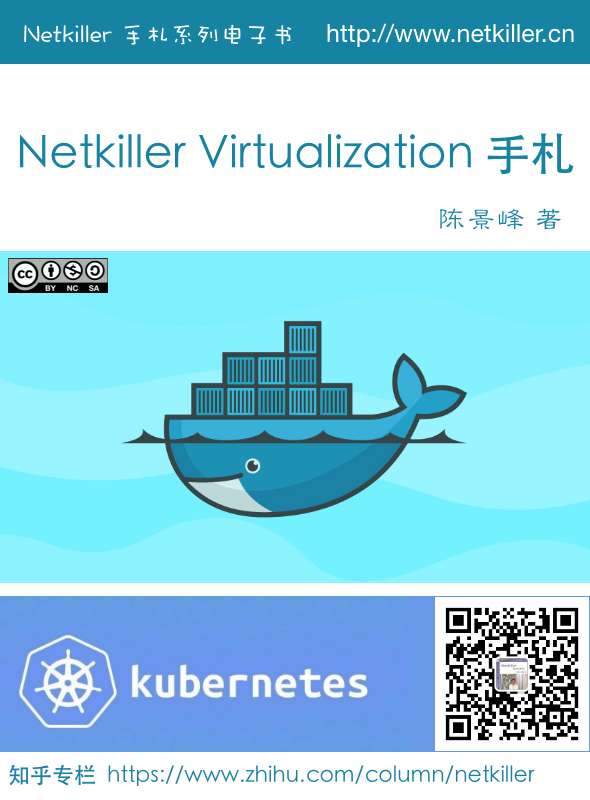 Netkiller 手札系列电子书 http://www.netkiller.cn
Netkiller Virtualization 手札
陈景峰 著
cc BY NC SA
kubernetes
知乎专栏 https://www.zhihu.com/column/netkiller